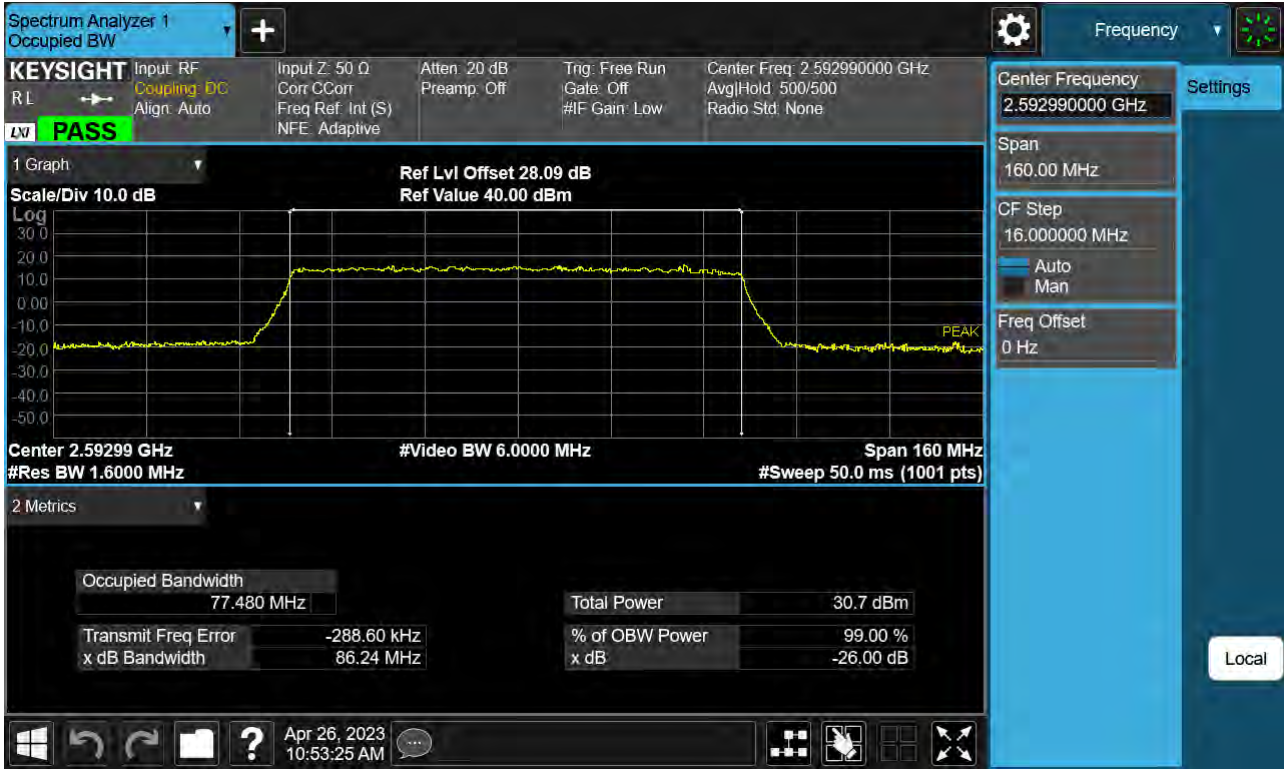 Spectrum Analyzer 1
Occupied BW
Frequency
KEYSIGHT
RL
LXI
PASS
Input: RF
Coupling: DC
Align: Auto
Input Z: 50 Ω
Corr CCorr
Freq Ref: Int (S)
NFE: Adaptive
Atten: 20 dB
Preamp: Off
Trig: Free Run
Gate: Off
#IF Gain: Low
Center Freq: 2.592990000 GHz
Avg|Hold: 500/500
Radio Std: None
Center Frequency
2.592990000 GHz
Settings
Span
160.00 MHz
CF Step
16.000000 MHz
Auto
Man
Freq Offset
0 Hz
Local
1 Graph
Scale/Div 10.0 dB
Ref Lvl Offset 28.09 dB
Ref Value 40.00 dBm
Log
30.0
20.0
10.0
0.00
-10.0
-20.0
-30.0
-40.0
-50.0
PEAK
Center 2.59299 GHz
#Video BW 6.0000 MHz
Span 160 MHz
#Res BW 1.6000 MHz
#Sweep 50.0 ms (1001 pts)
2 Metrics
Occupied Bandwidth
77.480 MHz
Total Power 30.7 dBm
Transmit Freq Error -288.60 kHz
% of OBW Power 99.00 %
x dB Bandwidth 86.24 MHz
x dB -26.00 dB
?
Apr 26, 2023
10:53:25 AM